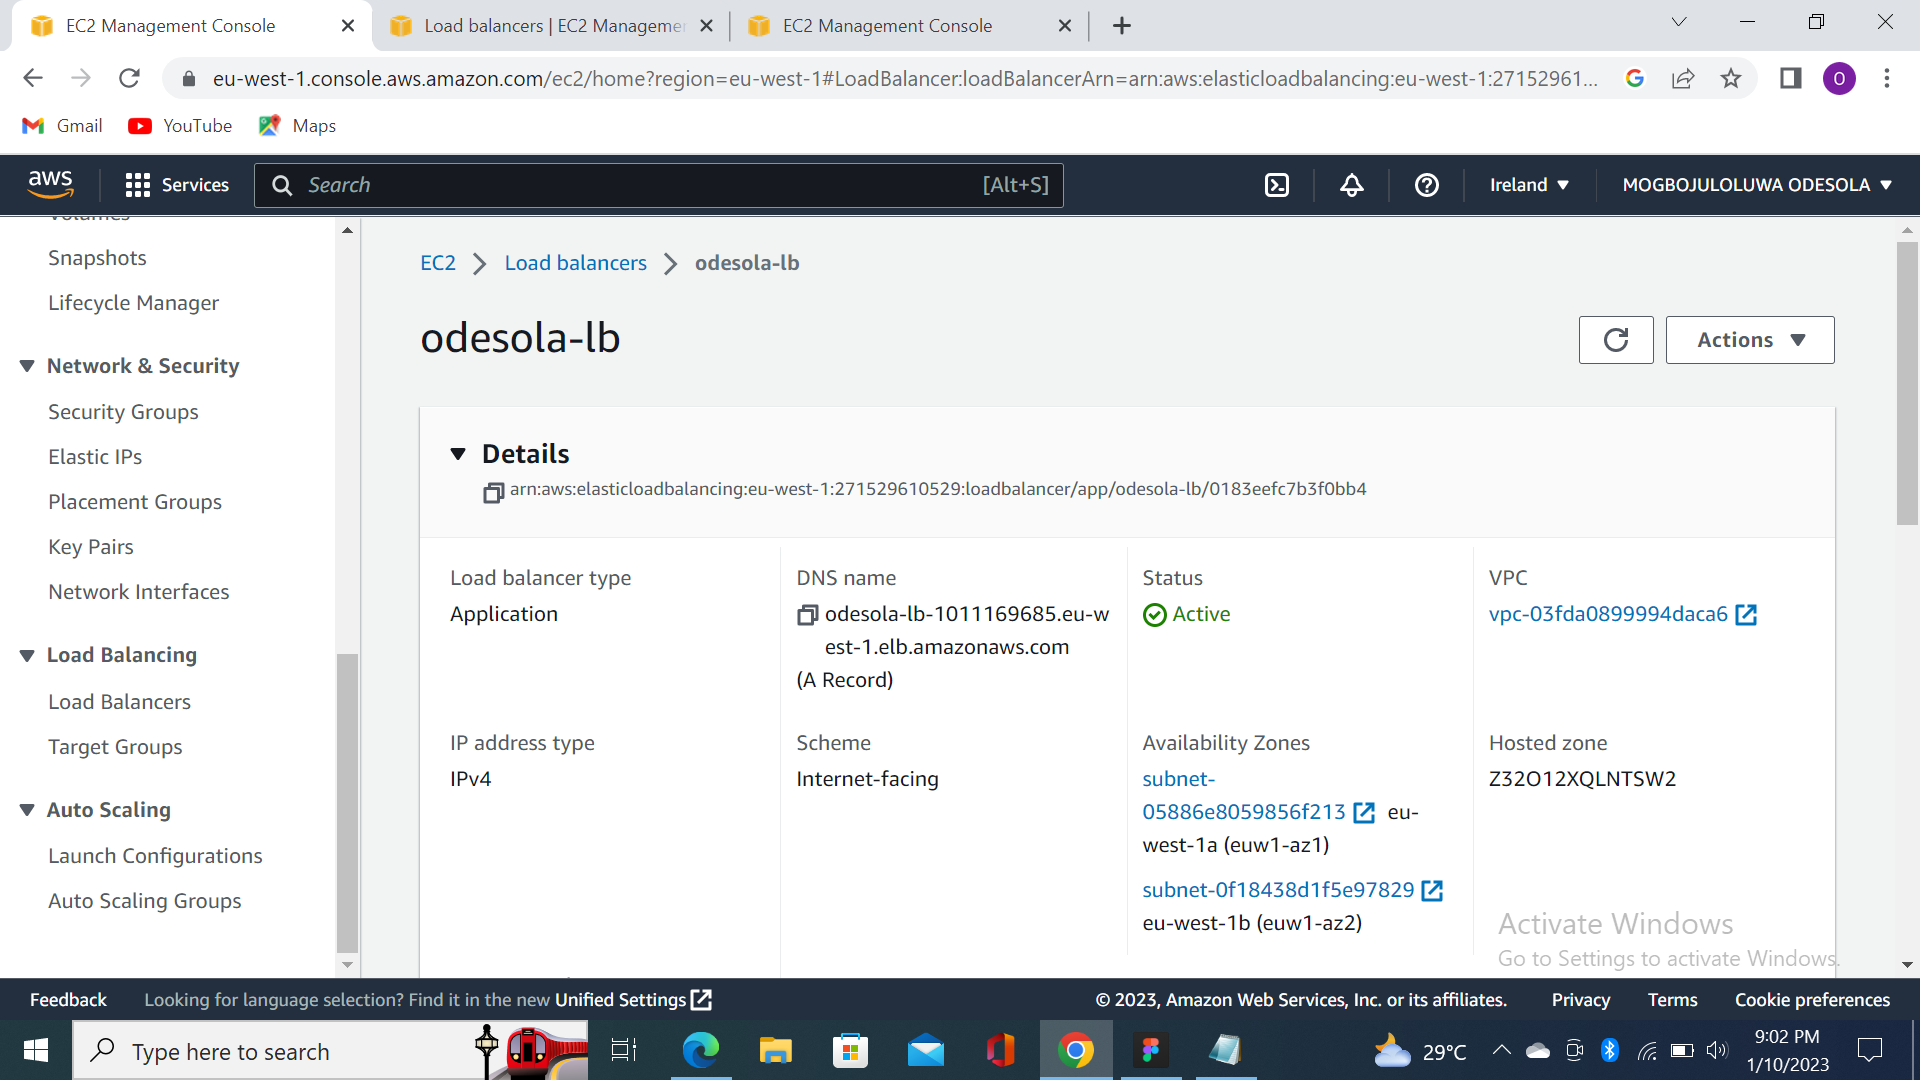 EC2 Management Console
Load balancers | EC2 Managemer
EC2 Management Console
eu-west-1.console.aws.amazon.com/ec2/home?region=eu-west-1#LoadBalancer:loadBalancerArn=arn:aws:elasticloadbalancing:eu-west-1:27152961...
O
Gmail
YouTube
Maps
aws
Services
Search
[Alt+S]
Ireland
MOGBOJULOLUWA ODESOLA
Volumes
Snapshots
Lifecycle Manager
Network & Security
Security Groups
Elastic IPs
Placement Groups
Key Pairs
Network Interfaces
Load Balancing
Load Balancers
Target Groups
Auto Scaling
Launch Configurations
Auto Scaling Groups
EC2 > Load balancers > odesola-lb
odesola-lb
Actions
Details
arn:aws:elasticloadbalancing:eu-west-1:271529610529:loadbalancer/app/odesola-lb/0183eefc7b3f0bb4
Load balancer type
Application
DNS name
odesola-lb-1011169685.eu-w
est-1.elb.amazonaws.com
(A Record)
Status
Active
VPC
vpc-03fda0899994daca6
IP address type
IPv4
Scheme
Internet-facing
Availability Zones
subnet-
05886e8059856f213 eu-
west-1a (euw1-az1)
subnet-0f18438d1f5e97829
eu-west-1b (euw1-az2)
Hosted zone
Z32O12XQLNTSW2
Activate Windows
Go to Settings to activate Windows.
Feedback
Looking for language selection? Find it in the new Unified Settings
© 2023, Amazon Web Services, Inc. or its affiliates.
Privacy
Terms
Cookie preferences
Type here to search
29°C
9:02 PM
1/10/2023